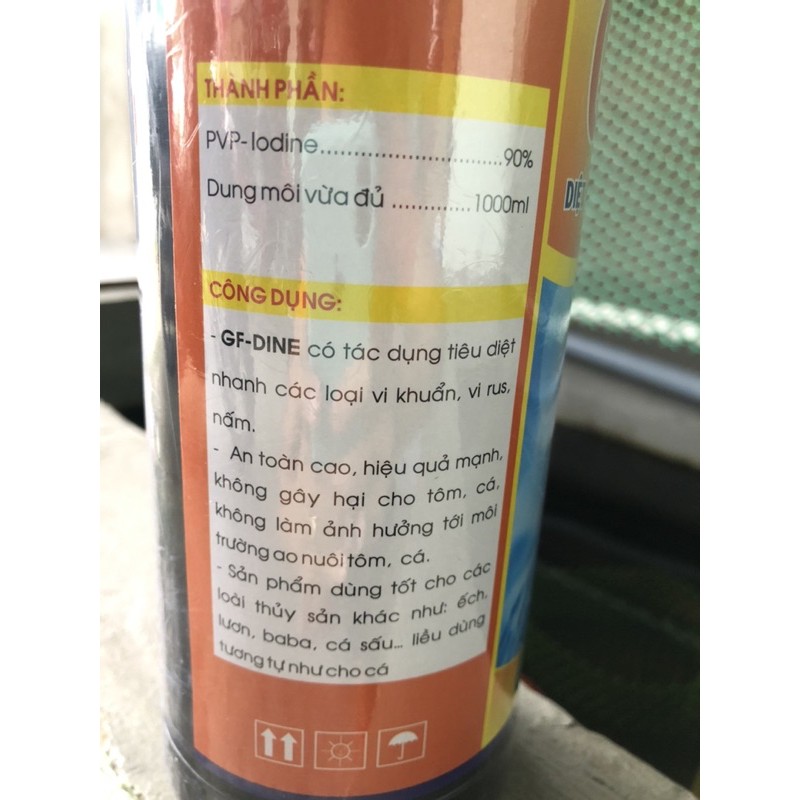 THÀNH PHẦN:
PVP-Iodine..............................90%
Dung môi vừa đủ .............1000ml
CÔNG DỤNG:
- GF-DINE có tác dụng tiêu diệt
nhanh các loại vi khuẩn, vi rus,
nấm.
- An toàn cao, hiệu quả mạnh,
không gây hại cho tôm, cá,
không làm ảnh hưởng tới môi
trường ao nuôi tôm, cá.
- Sản phẩm dùng tốt cho các
loài thủy sản khác như: ếch,
lươn, baba, cá sấu... liều dùng
tương tự như cho cá